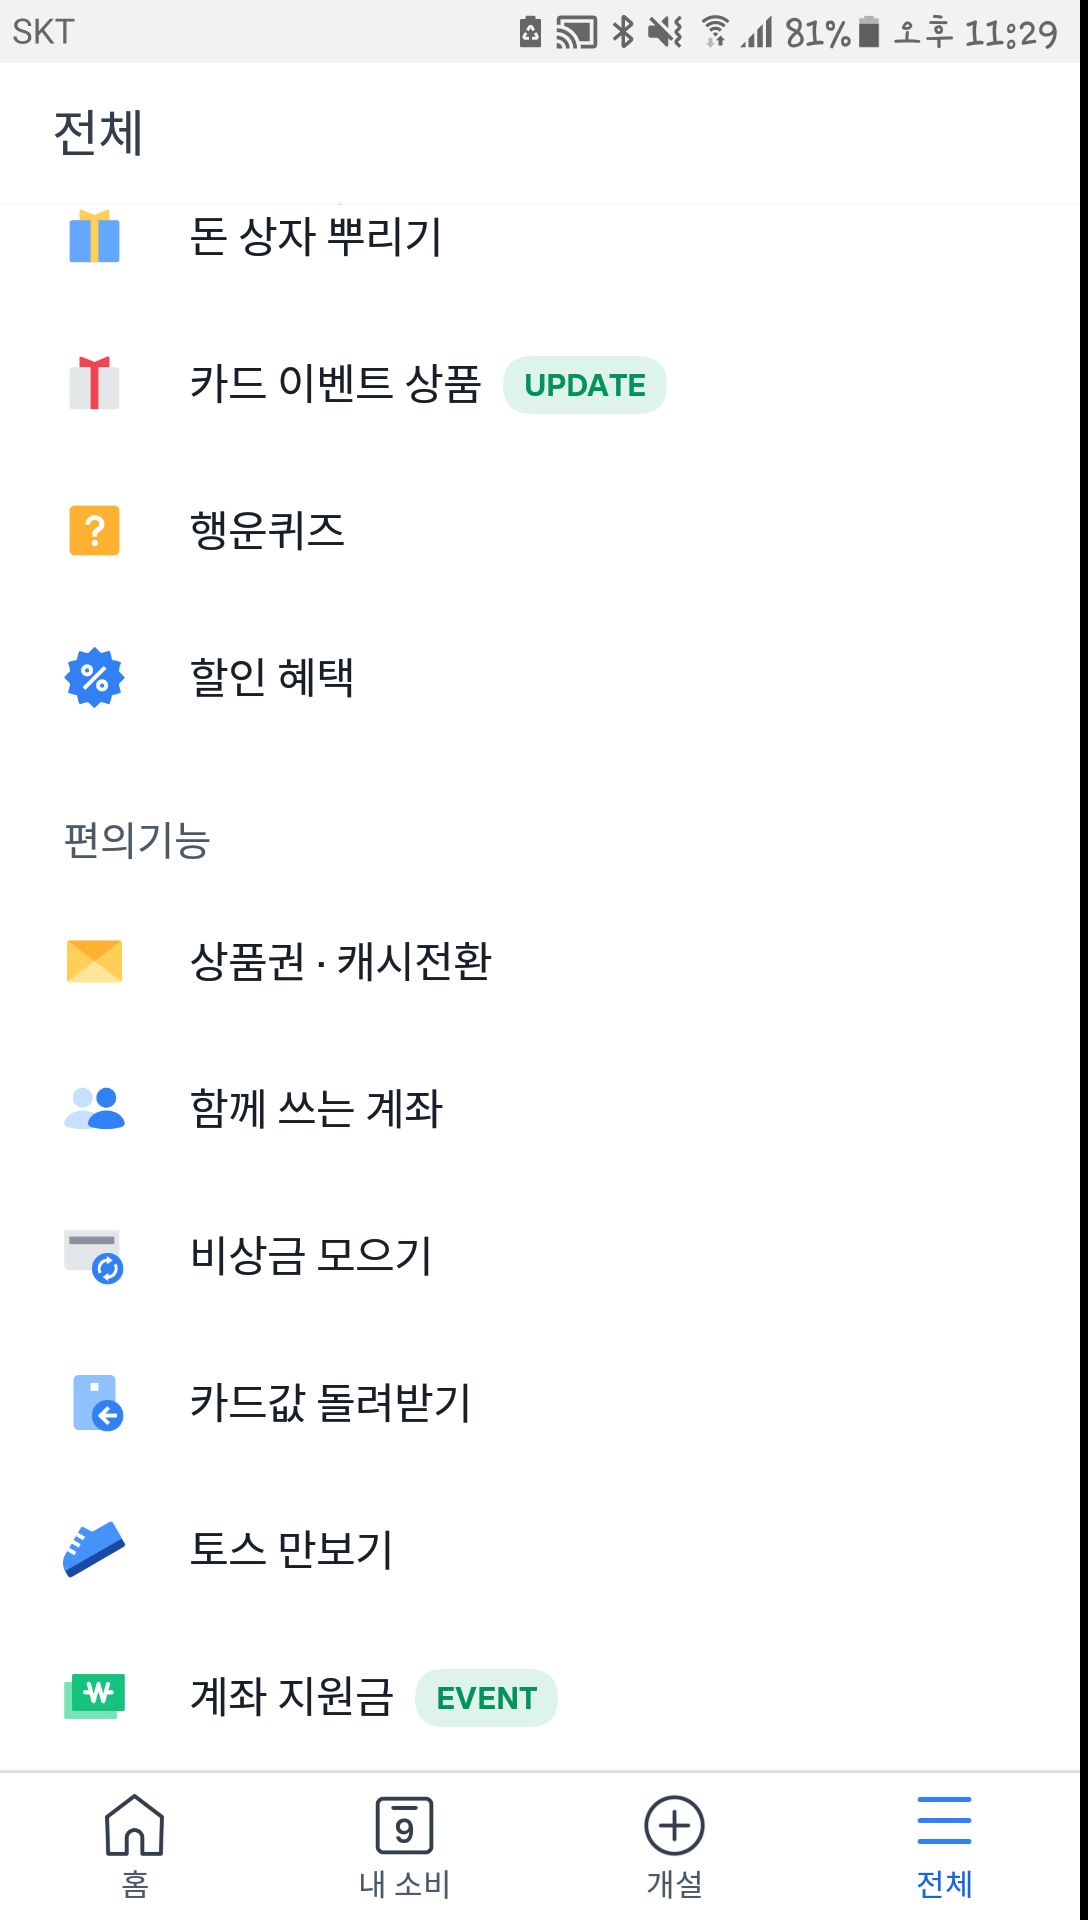 SKT 81% 오후 11:29
전체
돈 상자 뿌리기
카드 이벤트 상품 UPDATE
?
행운퀴즈
%
할인 혜택
편의기능
상품권 · 캐시전환
함께 쓰는 계좌
비상금 모으기
카드값 돌려받기
토스 만보기
₩
계좌 지원금 EVENT
9
홈 내 소비 개설 전체